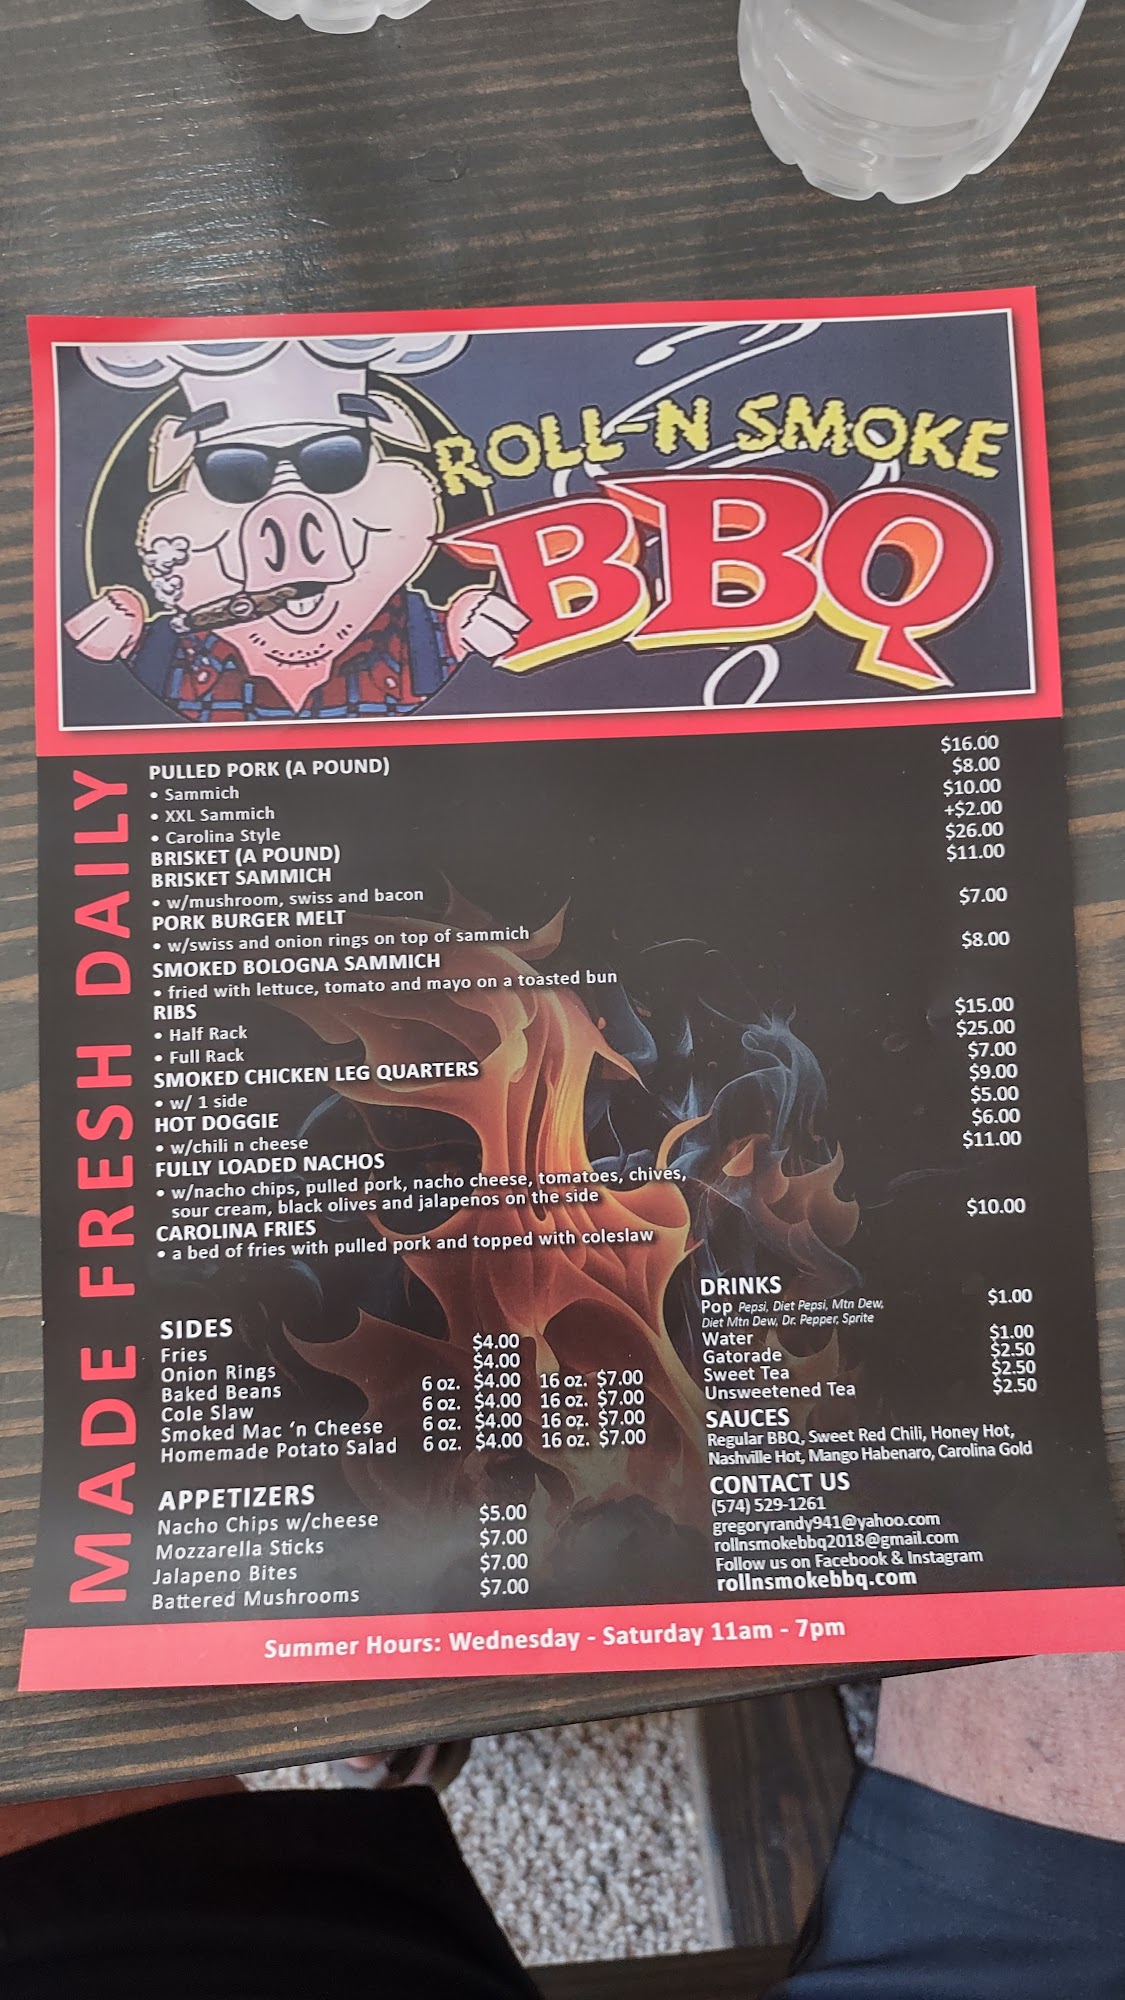 ROLL-N SMOKE
BBQ
MADE FRESH DAILY
PULLED PORK (A POUND) $16.00
• Sammich $8.00
• XXL Sammich $10.00
• Carolina Style +$2.00
BRISKET (A POUND) $26.00
BRISKET SAMMICH $11.00
• w/mushroom, swiss and bacon
PORK BURGER MELT $7.00
• w/swiss and onion rings on top of sammich
SMOKED BOLOGNA SAMMICH $8.00
• fried with lettuce, tomato and mayo on a toasted bun
RIBS
• Half Rack $15.00
• Full Rack $25.00
SMOKED CHICKEN LEG QUARTERS $7.00
• w/ 1 side $9.00
HOT DOGGIE $5.00
• w/chili n cheese $6.00
FULLY LOADED NACHOS $11.00
• w/nacho chips, pulled pork, nacho cheese, tomatoes, chives,
sour cream, black olives and jalapenos on the side
CAROLINA FRIES $10.00
• a bed of fries with pulled pork and topped with coleslaw
SIDES
Fries $4.00
Onion Rings $4.00
Baked Beans 6 oz. $4.00 16 oz. $7.00
Cole Slaw 6 oz. $4.00 16 oz. $7.00
Smoked Mac ‘n Cheese 6 oz. $4.00 16 oz. $7.00
Homemade Potato Salad 6 oz. $4.00 16 oz. $7.00
APPETIZERS
Nacho Chips w/cheese $5.00
Mozzarella Sticks $7.00
Jalapeno Bites $7.00
Battered Mushrooms $7.00
DRINKS
Pop Pepsi, Diet Pepsi, Mtn Dew, $1.00
Diet Mtn Dew, Dr. Pepper, Sprite
Water $1.00
Gatorade $2.50
Sweet Tea $2.50
Unsweetened Tea $2.50
SAUCES
Regular BBQ, Sweet Red Chili, Honey Hot,
Nashville Hot, Mango Habenaro, Carolina Gold
CONTACT US
(574) 529-1261
gregoryrandy941@yahoo.com
rollnsmokebbq2018@gmail.com
Follow us on Facebook & Instagram
rollnsmokebbq.com
Summer Hours: Wednesday - Saturday 11am - 7pm